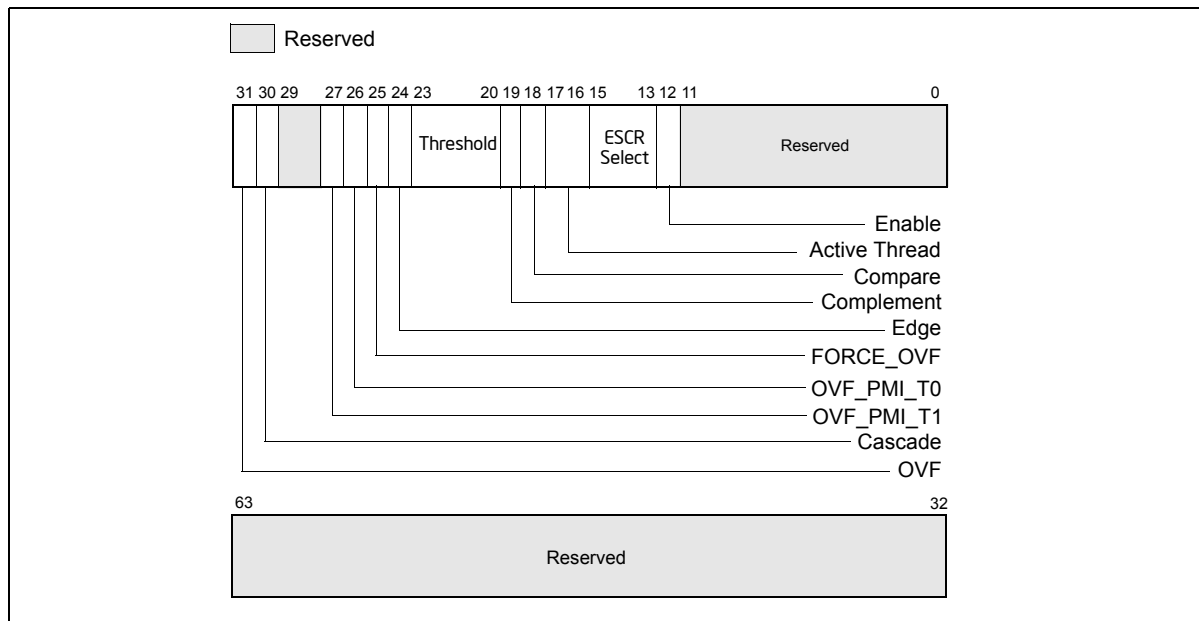 Reserved
31 30 29 27 26 25 24 23 20 19 18 17 16 15 13 12 11 0
Threshold
ESCR
Select
Reserved
Enable
Active Thread
Compare
Complement
Edge
FORCE_OVF
OVF_PMI_T0
OVF_PMI_T1
Cascade
OVF
63 32
Reserved